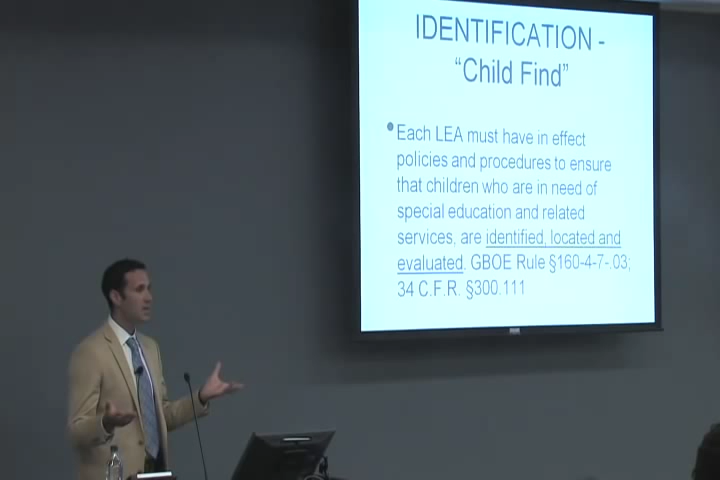 IDENTIFICATION -
“Child Find”
•Each LEA must have in effect
policies and procedures to ensure
that children who are in need of
special education and related
services, are identified, located and
evaluated. GBOE Rule §160-4-7-.03;
34 C.F.R. §300.111